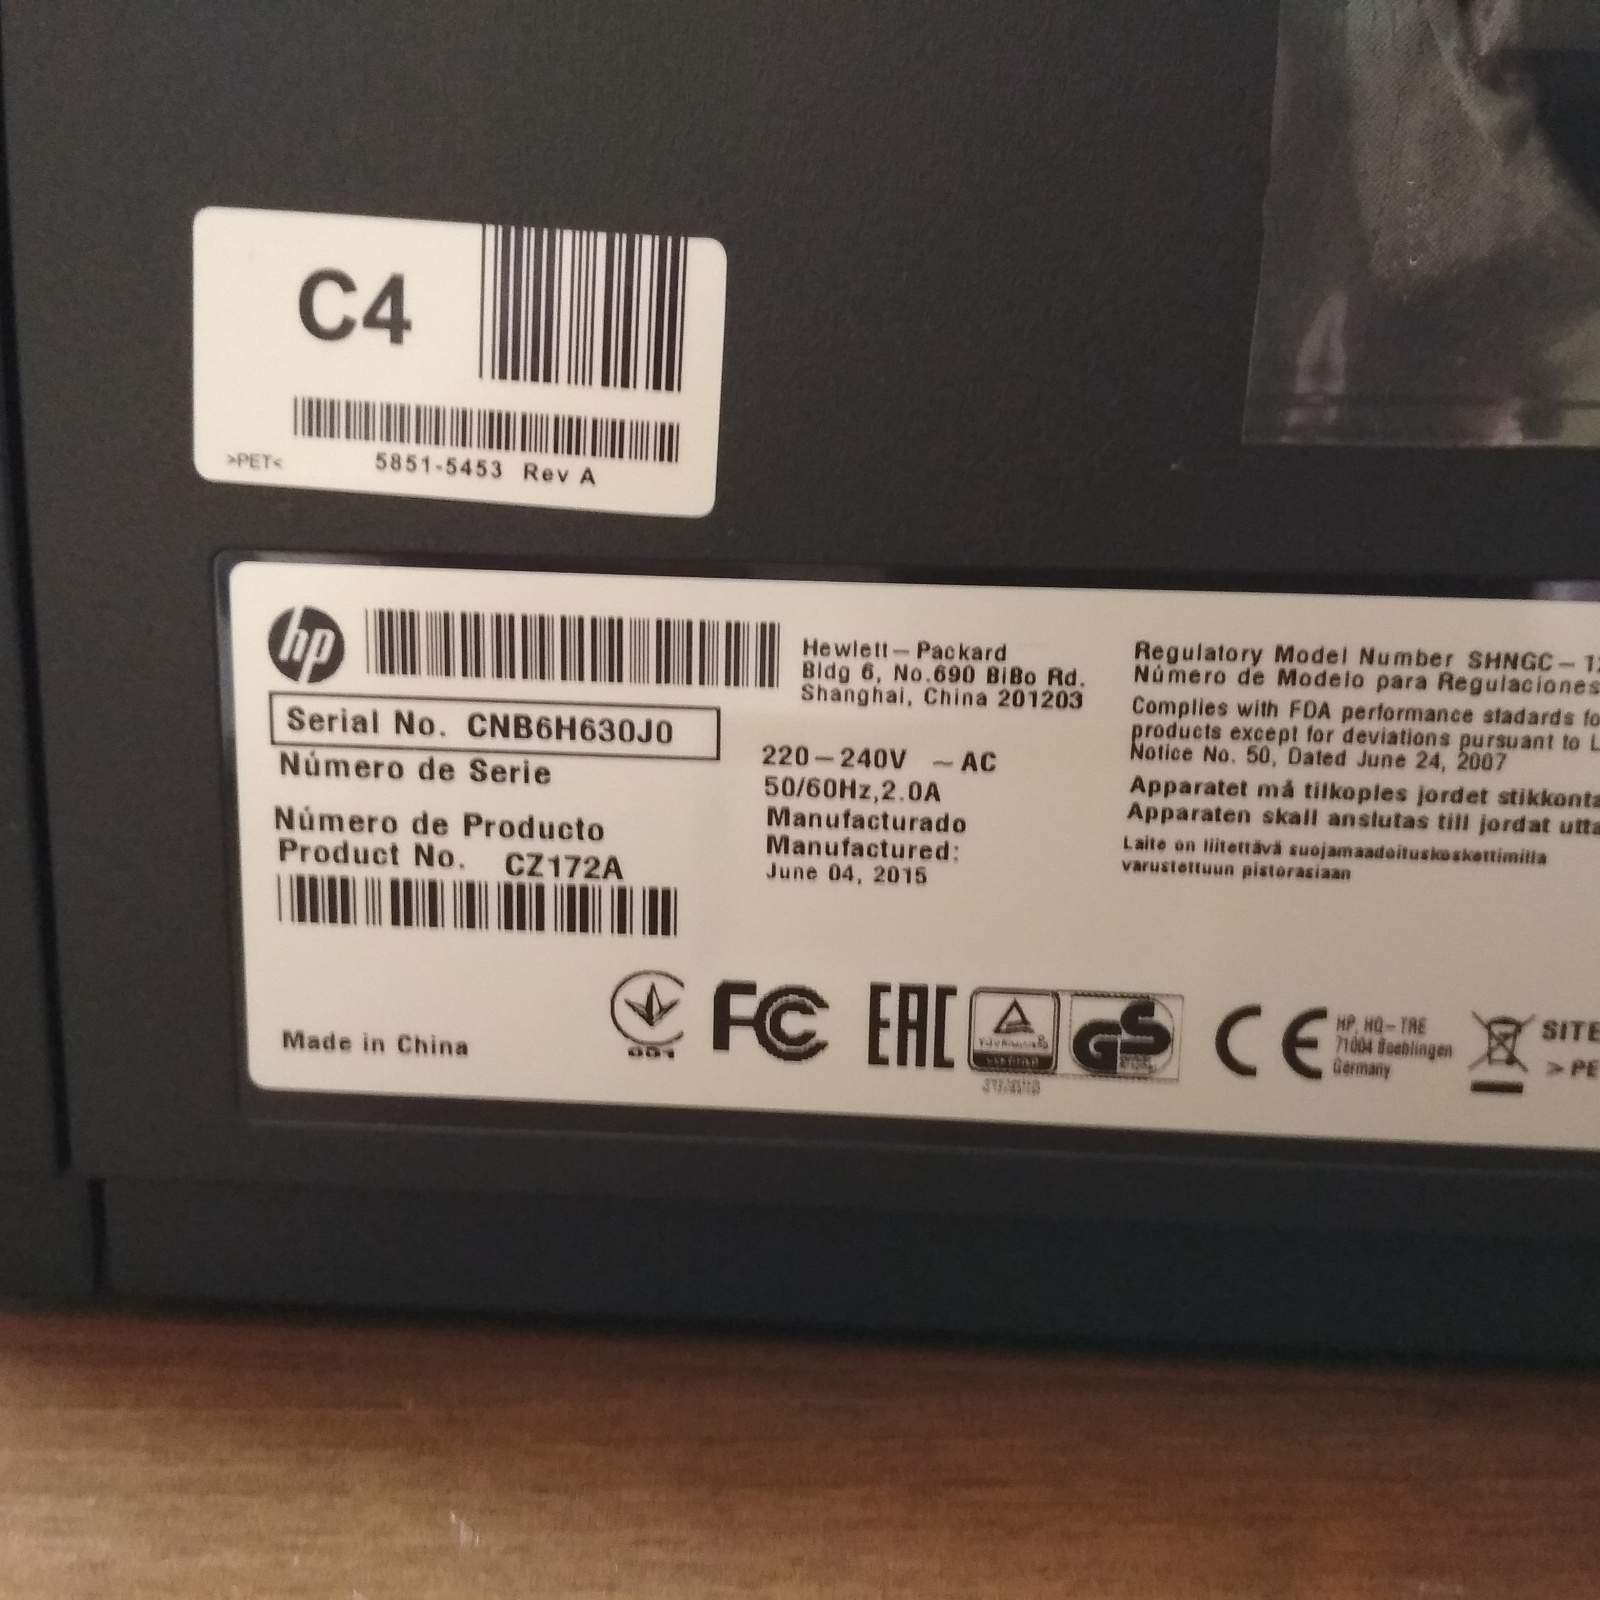 C4
>PET<
5851-5453 Rev A
hp
Serial No. CNB6H630J0
Número de Serie
Número de Producto
Product No. CZ172A
Made in China
Hewlett-Packard
Bldg 6, No.690 BiBo Rd.
Shanghai, China 201203
220-240V ~ AC
50/60Hz,2.0A
Manufacturado
Manufactured:
June 04, 2015
Regulatory Model Number SHNGC-12
Número de Modelo para Regulaciones
Complies with FDA performance stadards fo
products except for deviations pursuant to L
Notice No. 50, Dated June 24, 2007
Apparatet må tilkoples jordet stikkonta
Apparaten skall anslutas till jordat utta
Laite on liitettävä suojamaadoituskoskettimilla
varustettuun pistorasiaan
001
FC
EAC
GS
CE
HP, HQ-TRE
71004 Boeblingen
Germany
SITE
>PE